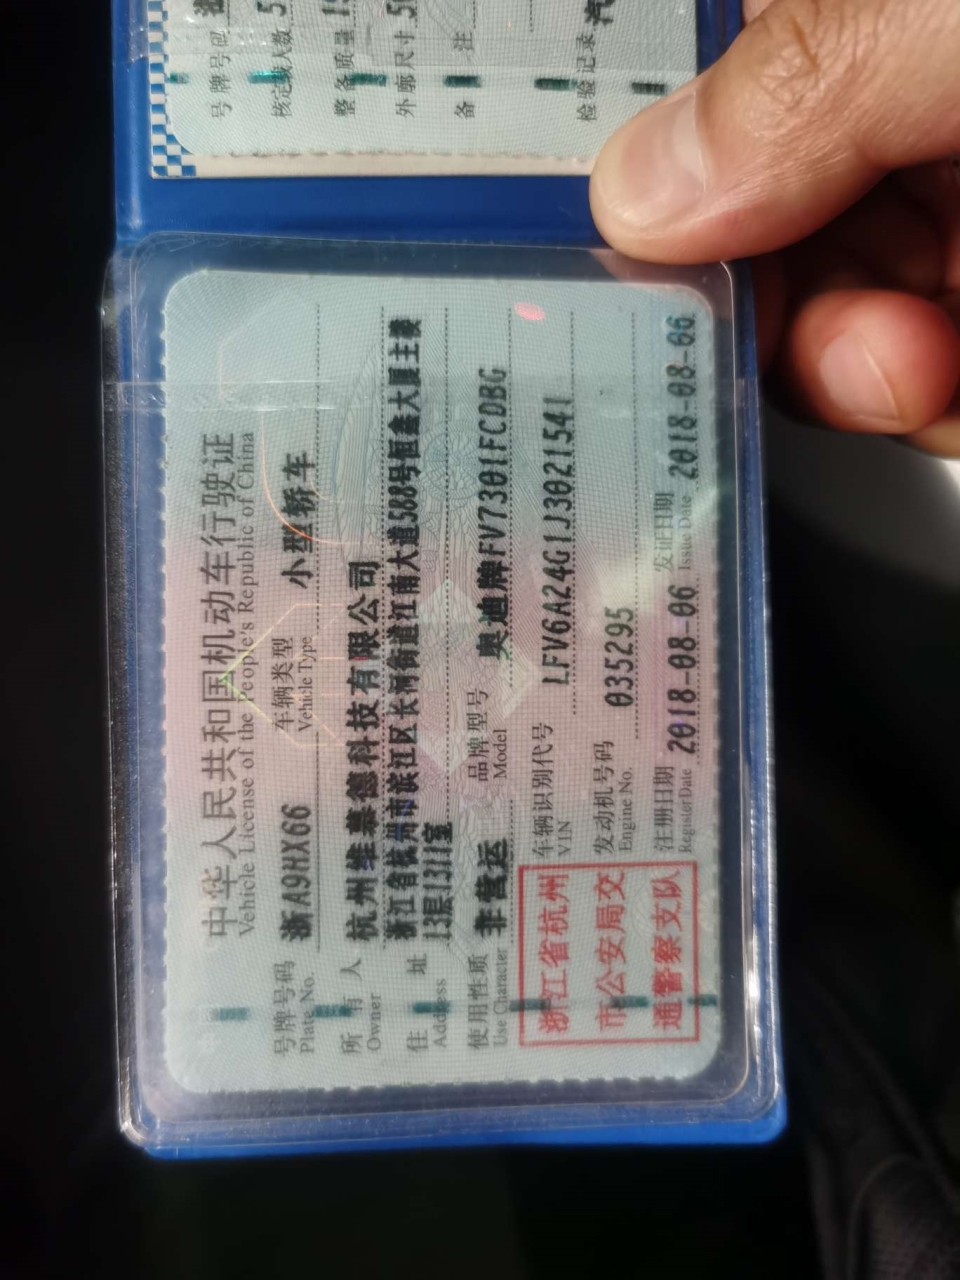 中华人民共和国机动车行驶证
Vehicle License of the People's Republic of China
号牌号码 浙A9HX66 车辆类型 小型轿车
Plate No. Vehicle Type
所有人 杭州维慕德科技有限公司
Owner
住址 浙江省杭州市滨江区长河街道江南大道588号恒鑫大厦主楼
Address 13层1311室
使用性质 非营运 品牌型号 奥迪牌FV7301FCDBG
Use Character Model
车辆识别代号 LFV6A24G1J3021541
VIN
发动机号码 035295
Engine No.
注册日期 2018-08-06 发证日期 2018-08-06
RegisterDate Issue Date
浙江省杭州
市公安局交
通警察支队
号牌号码 浙
核定载人数 5
整备质量
外廓尺寸
备注
检验记录